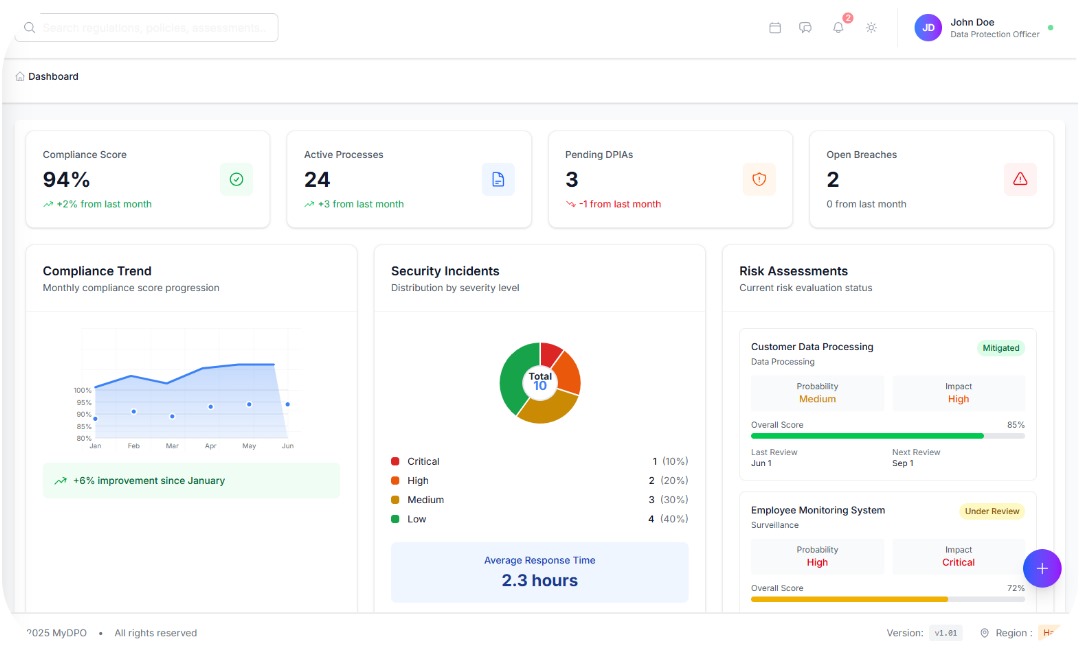 Search regulations, policies, assessments...
2
JD
John Doe
Data Protection Officer
Dashboard
Compliance Score
94%
+2% from last month
Active Processes
24
+3 from last month
Pending DPIAs
3
-1 from last month
Open Breaches
2
0 from last month
Compliance Trend
Monthly compliance score progression
100%
95%
90%
85%
80%
Jan Feb Mar Apr May Jun
+6% improvement since January
Security Incidents
Distribution by severity level
Total
10
Critical 1 (10%)
High 2 (20%)
Medium 3 (30%)
Low 4 (40%)
Average Response Time
2.3 hours
Risk Assessments
Current risk evaluation status
Customer Data Processing Mitigated
Data Processing
Probability Impact
Medium High
Overall Score 85%
Last Review Next Review
Jun 1 Sep 1
Employee Monitoring System Under Review
Surveillance
Probability Impact
High Critical
Overall Score 72%
2025 MyDPO • All rights reserved
Version: v1.01 Region :